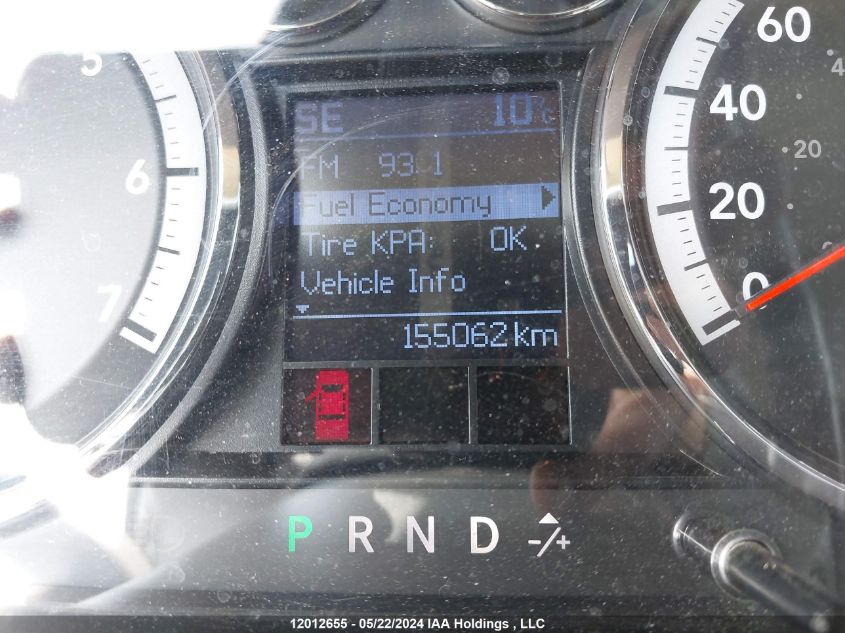 60
5
SE 10°C
40
4
FM 93.1
20
6
Fuel Economy
20
Tire KPA: OK
Vehicle Info
0
7
155062 km
P R N D -/+
12012655 - 05/22/2024 IAA Holdings , LLC